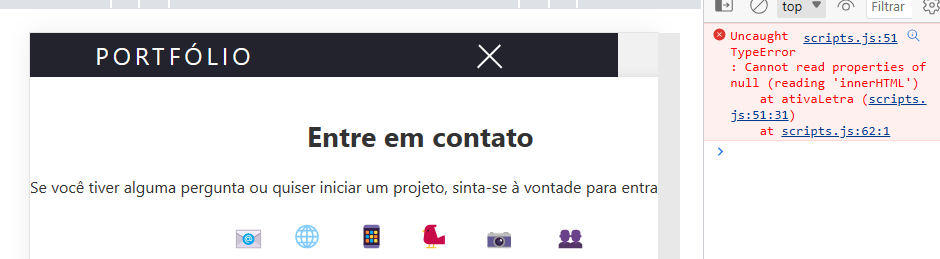 top
Filtrar
PORTFÓLIO
Entre em contato
Se você tiver alguma pergunta ou quiser iniciar um projeto, sinta-se à vontade para entra
Uncaught scripts.js:51
TypeError
: Cannot read properties of
null (reading 'innerHTML')
at ativaLetra (scripts.
js:51:31)
at scripts.js:62:1